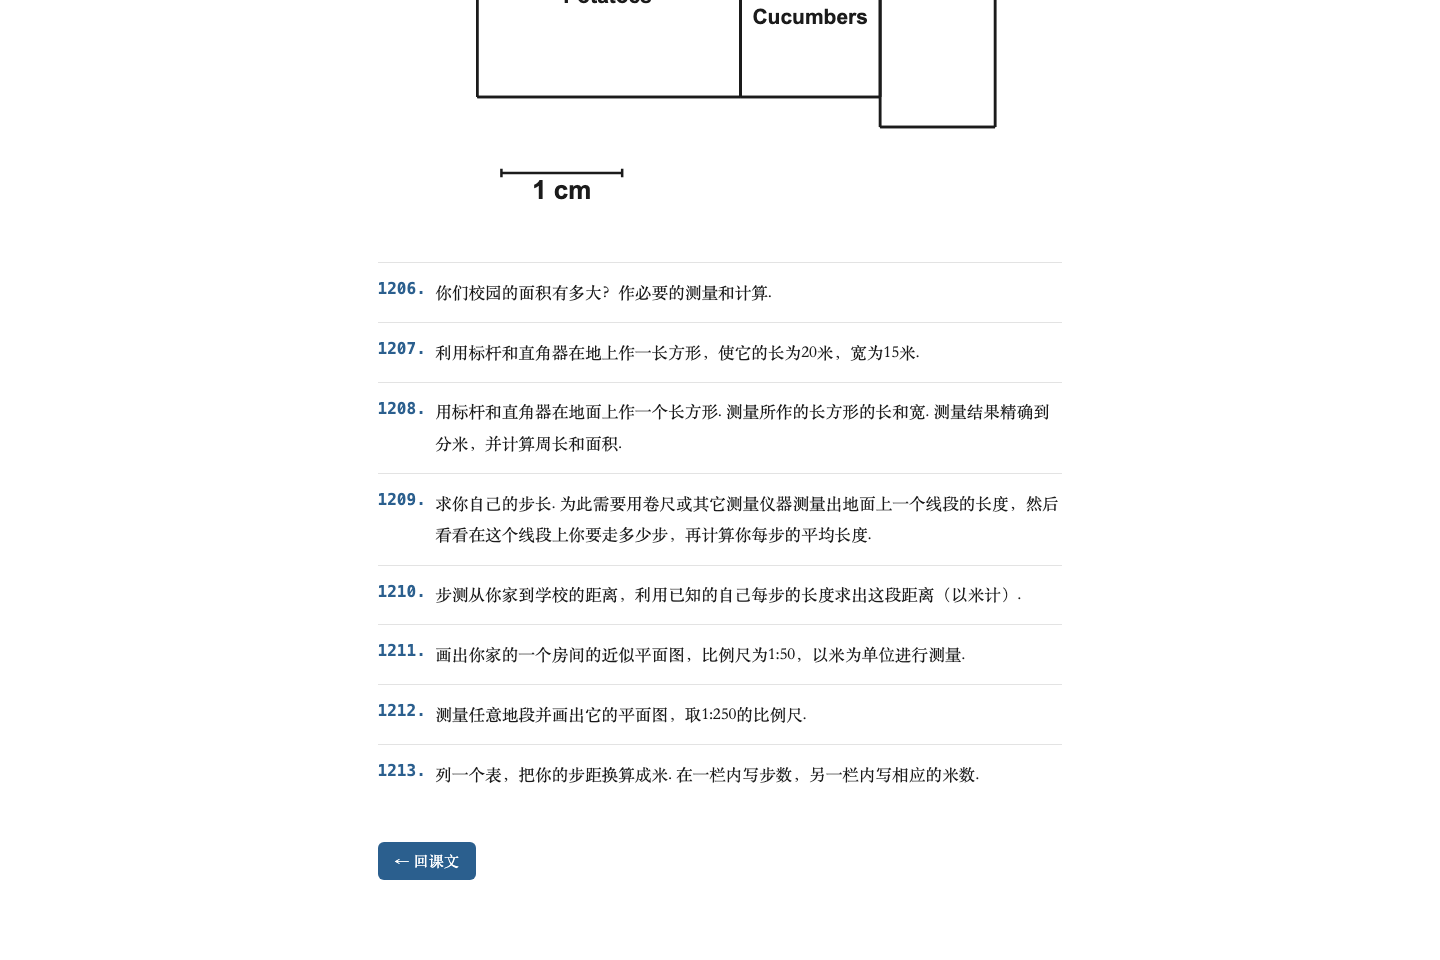 Cucumbers
1 cm
1206. 你们校园的面积有多大？作必要的测量和计算.
1207. 利用标杆和直角器在地上作一长方形，使它的长为20米，宽为15米.
1208. 用标杆和直角器在地面上作一个长方形. 测量所作的长方形的长和宽. 测量结果精确到
分米，并计算周长和面积.
1209. 求你自己的步长. 为此需要用卷尺或其它测量仪器测量出地面上一个线段的长度，然后
看看在这个线段上你要走多少步，再计算你每步的平均长度.
1210. 步测从你家到学校的距离，利用已知的自己每步的长度求出这段距离（以米计）.
1211. 画出你家的一个房间的近似平面图，比例尺为1:50，以米为单位进行测量.
1212. 测量任意地段并画出它的平面图，取1:250的比例尺.
1213. 列一个表，把你的步距换算成米. 在一栏内写步数，另一栏内写相应的米数.
← 回课文